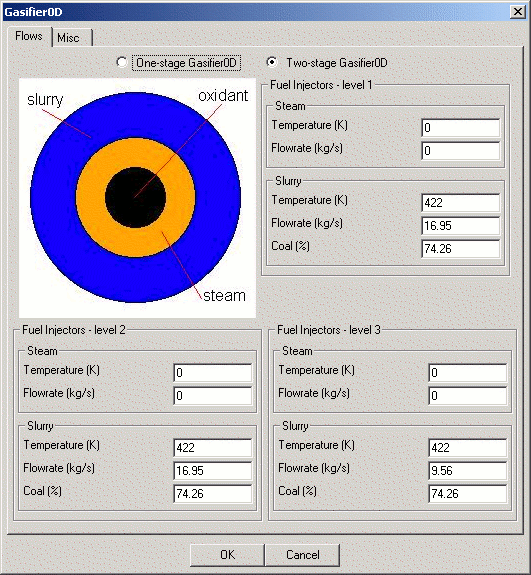 Gasifier0D
Flows Misc
One-stage Gasifier0D Two-stage Gasifier0D
slurry
oxidant
steam
Fuel Injectors - level 1
Steam
Temperature (K) 0
Flowrate (kg/s) 0
Slurry
Temperature (K) 422
Flowrate (kg/s) 16.95
Coal (%) 74.26
Fuel Injectors - level 2
Steam
Temperature (K) 0
Flowrate (kg/s) 0
Slurry
Temperature (K) 422
Flowrate (kg/s) 16.95
Coal (%) 74.26
Fuel Injectors - level 3
Steam
Temperature (K) 0
Flowrate (kg/s) 0
Slurry
Temperature (K) 422
Flowrate (kg/s) 9.56
Coal (%) 74.26
OK Cancel